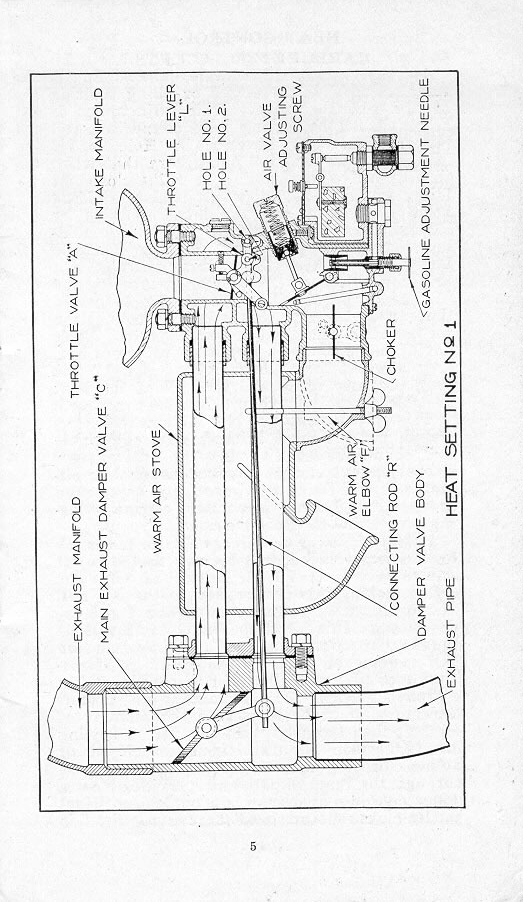 EXHAUST MANIFOLD
MAIN EXHAUST DAMPER VALVE "C"
WARM AIR STOVE
THROTTLE VALVE "A"
INTAKE MANIFOLD
THROTTLE LEVER
"L"
HOLE NO. 1.
HOLE NO. 2.
AIR VALVE
ADJUSTING
SCREW
GASOLINE ADJUSTMENT NEEDLE
CHOKER
WARM AIR
ELBOW "F"
CONNECTING ROD "R"
DAMPER VALVE BODY
EXHAUST PIPE
HEAT SETTING Nº 1
5